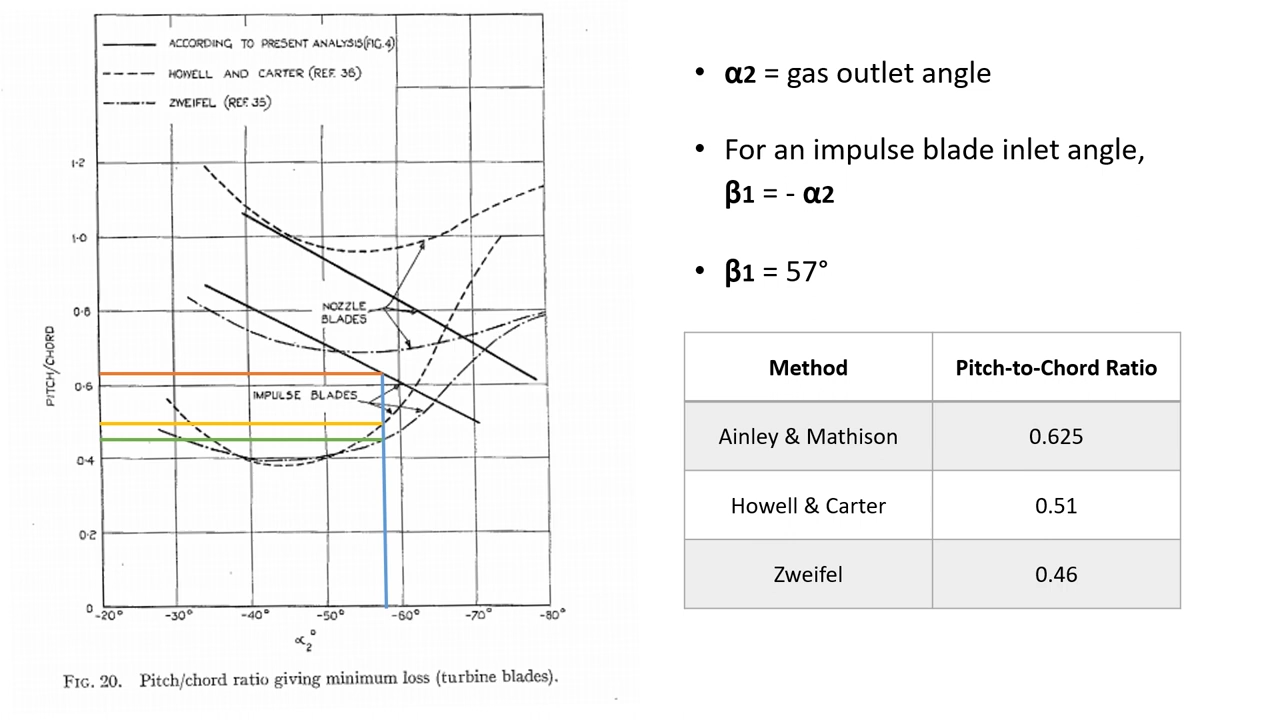 ACCORDING TO PRESENT ANALYSIS(FIG.4)
HOWELL AND CARTER (REF. 36)
ZWEIFEL (REF. 35)
1·2
1·0
0·8
0·6
0·4
0·2
0
PITCH/CHORD
NOZZLE
BLADES
IMPULSE BLADES
-20° -30° -40° -50° -60° -70° -80°
α₂°
FIG. 20. Pitch/chord ratio giving minimum loss (turbine blades).
• α2 = gas outlet angle
• For an impulse blade inlet angle,
β1 = - α2
• β1 = 57°
Method Pitch-to-Chord Ratio
Ainley & Mathison 0.625
Howell & Carter 0.51
Zweifel 0.46